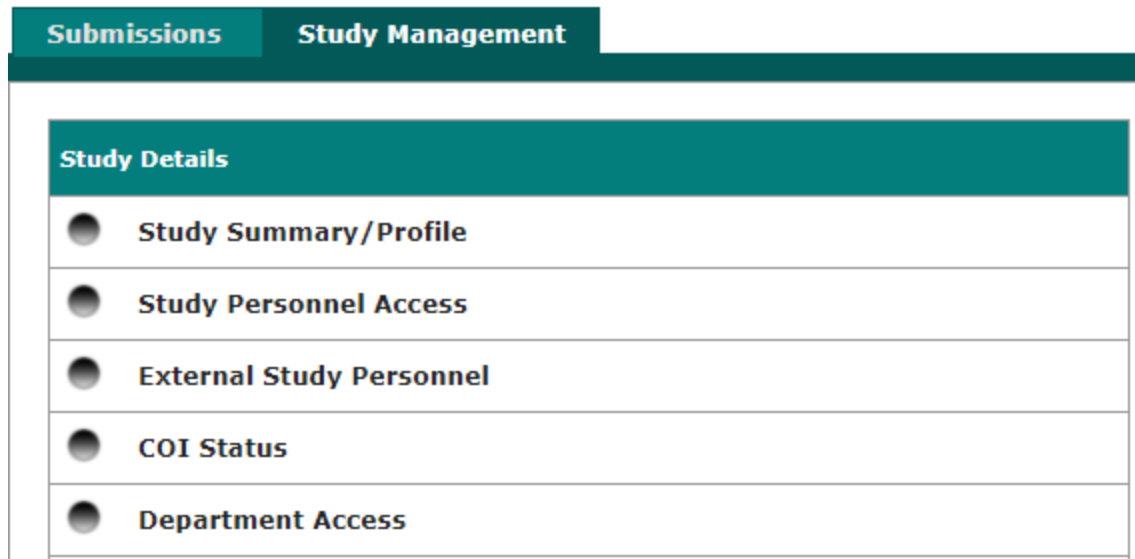 Submissions Study Management
Study Details
Study Summary/Profile
Study Personnel Access
External Study Personnel
COI Status
Department Access